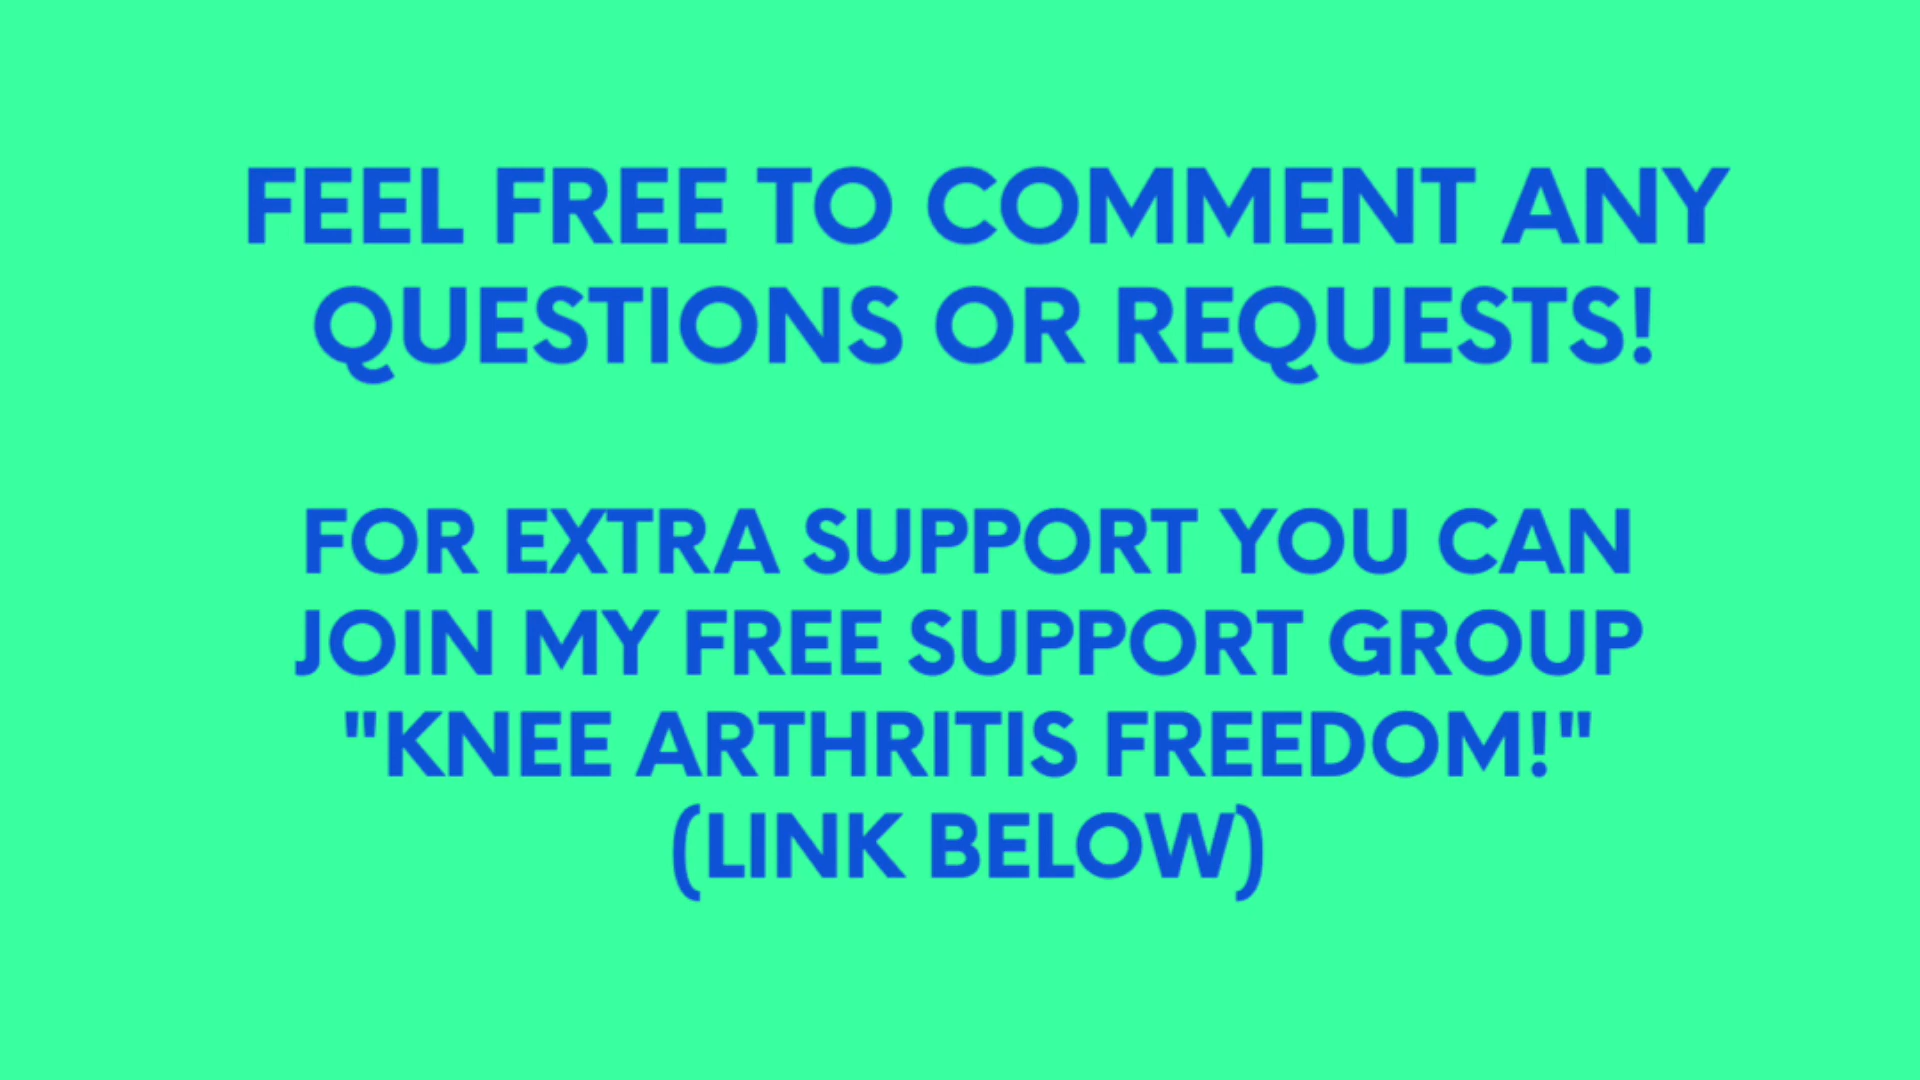 FEEL FREE TO COMMENT ANY
QUESTIONS OR REQUESTS!
FOR EXTRA SUPPORT YOU CAN
JOIN MY FREE SUPPORT GROUP
"KNEE ARTHRITIS FREEDOM!"
(LINK BELOW)